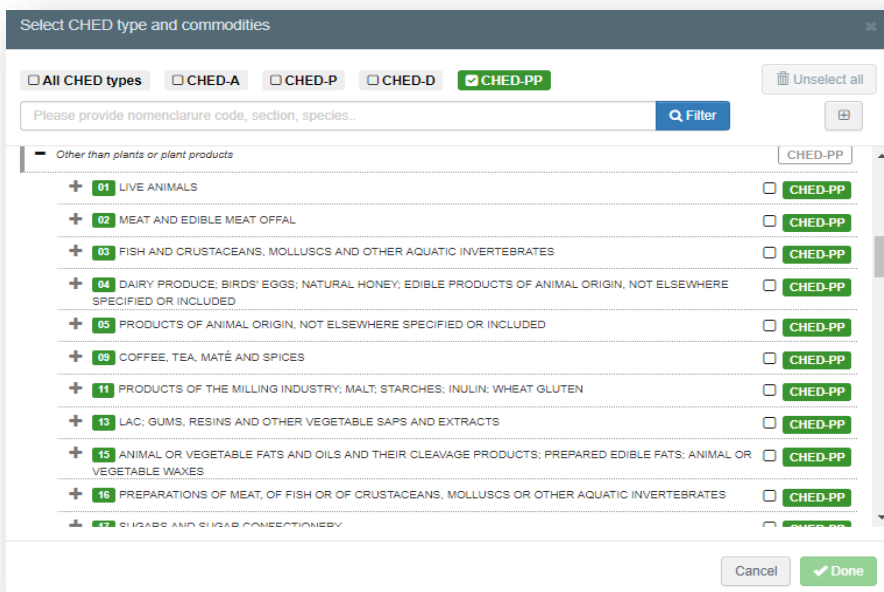 Select CHED type and commodities
All CHED types CHED-A CHED-P CHED-D CHED-PP Unselect all
Please provide nomenclarure code, section, species.. Filter
Other than plants or plant products CHED-PP
01 LIVE ANIMALS CHED-PP
02 MEAT AND EDIBLE MEAT OFFAL CHED-PP
03 FISH AND CRUSTACEANS, MOLLUSCS AND OTHER AQUATIC INVERTEBRATES CHED-PP
04 DAIRY PRODUCE; BIRDS' EGGS; NATURAL HONEY; EDIBLE PRODUCTS OF ANIMAL ORIGIN, NOT ELSEWHERE CHED-PP
SPECIFIED OR INCLUDED
05 PRODUCTS OF ANIMAL ORIGIN, NOT ELSEWHERE SPECIFIED OR INCLUDED CHED-PP
09 COFFEE, TEA, MATÉ AND SPICES CHED-PP
11 PRODUCTS OF THE MILLING INDUSTRY; MALT; STARCHES; INULIN; WHEAT GLUTEN CHED-PP
13 LAC; GUMS, RESINS AND OTHER VEGETABLE SAPS AND EXTRACTS CHED-PP
15 ANIMAL OR VEGETABLE FATS AND OILS AND THEIR CLEAVAGE PRODUCTS; PREPARED EDIBLE FATS; ANIMAL OR CHED-PP
VEGETABLE WAXES
16 PREPARATIONS OF MEAT, OF FISH OR OF CRUSTACEANS, MOLLUSCS OR OTHER AQUATIC INVERTEBRATES CHED-PP
17 SUGARS AND SUGAR CONFECTIONERY CHED-PP
Cancel Done